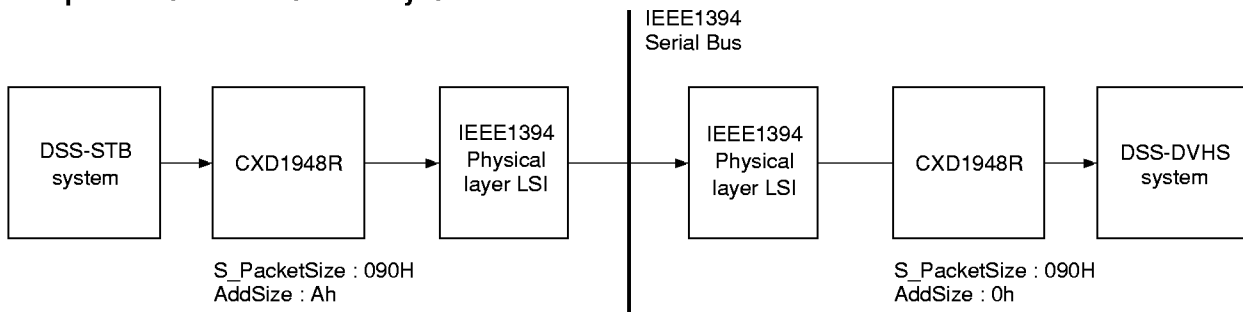 IEEE1394
Serial Bus
DSS-STB
system
CXD1948R
IEEE1394
Physical
layer LSI
IEEE1394
Physical
layer LSI
CXD1948R
DSS-DVHS
system
S_PacketSize : 090H
AddSize : Ah
S_PacketSize : 090H
AddSize : 0h